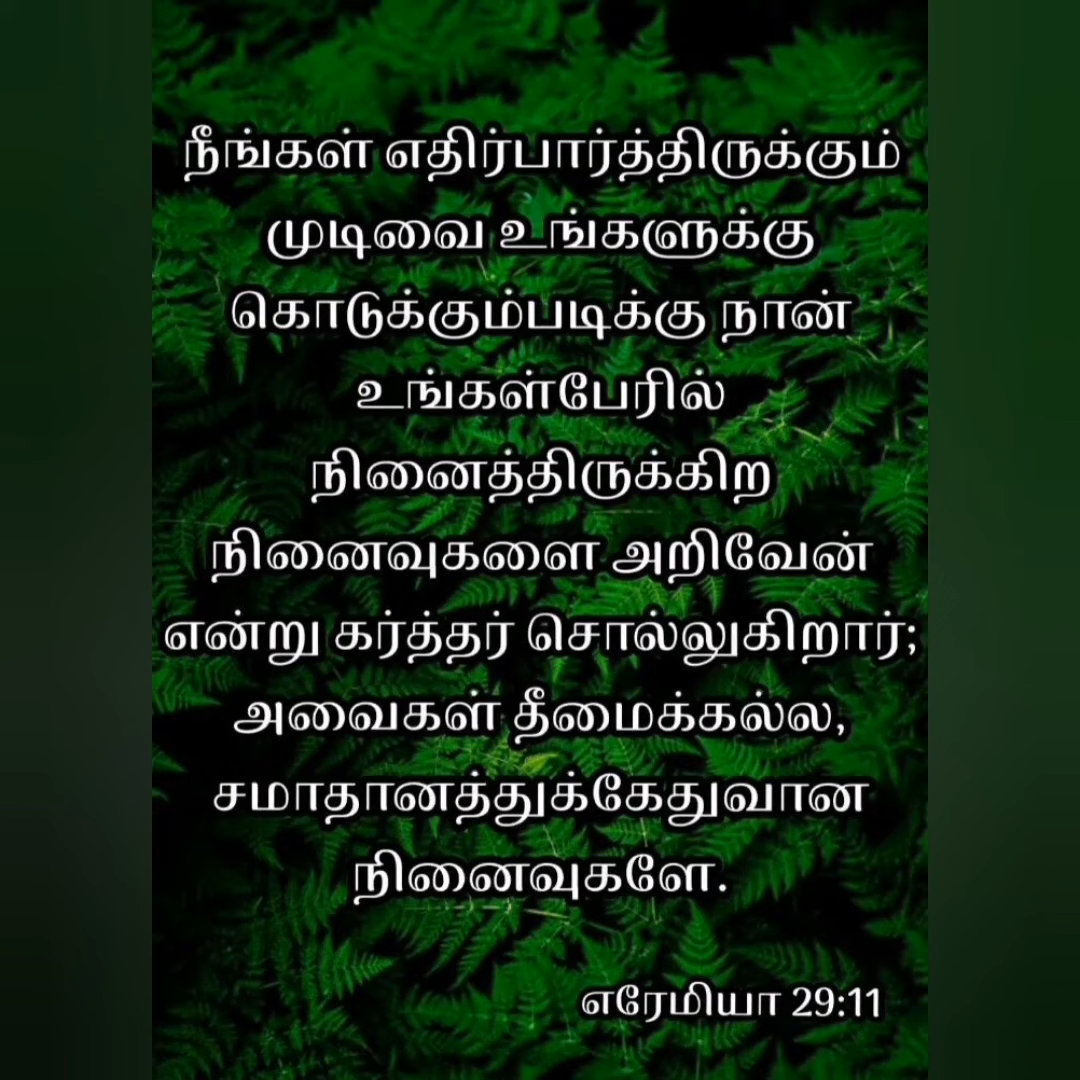 நீங்கள் எதிர்பார்த்திருக்கும்
முடிவை உங்களுக்கு
கொடுக்கும்படிக்கு நான்
உங்கள்பேரில்
நினைத்திருக்கிற
நினைவுகளை அறிவேன்
என்று கர்த்தர் சொல்லுகிறார்;
அவைகள் தீமைக்கல்ல,
சமாதானத்துக்கேதுவான
நினைவுகளே.
எரேமியா 29:11